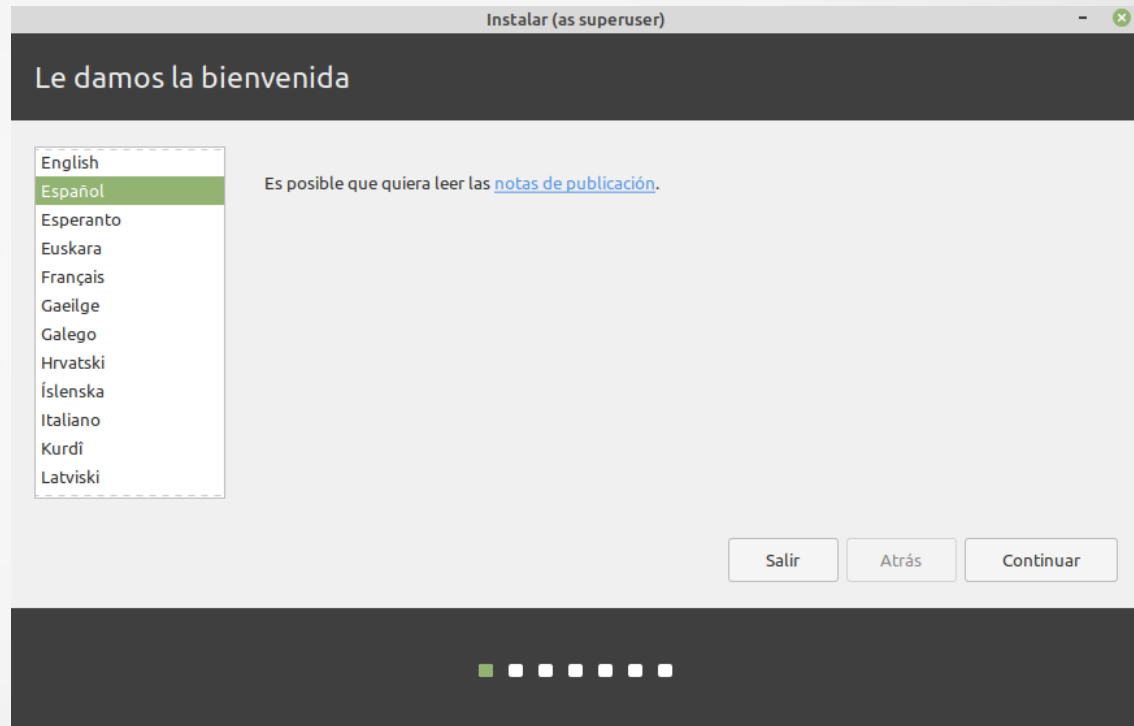 Instalar (as superuser)
Le damos la bienvenida
English
Español
Esperanto
Euskara
Français
Gaeilge
Galego
Hrvatski
Íslenska
Italiano
Kurdî
Latviski
Es posible que quiera leer las notas de publicación.
Salir
Atrás
Continuar